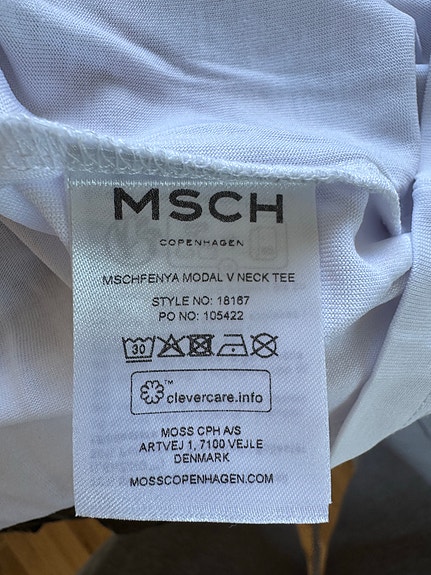 MSCH
COPENHAGEN
MSCHFENYA MODAL V NECK TEE
STYLE NO: 18167
PO NO: 105422
30
™
clevercare.info
MOSS CPH A/S
ARTVEJ 1, 7100 VEJLE
DENMARK
MOSSCOPENHAGEN.COM